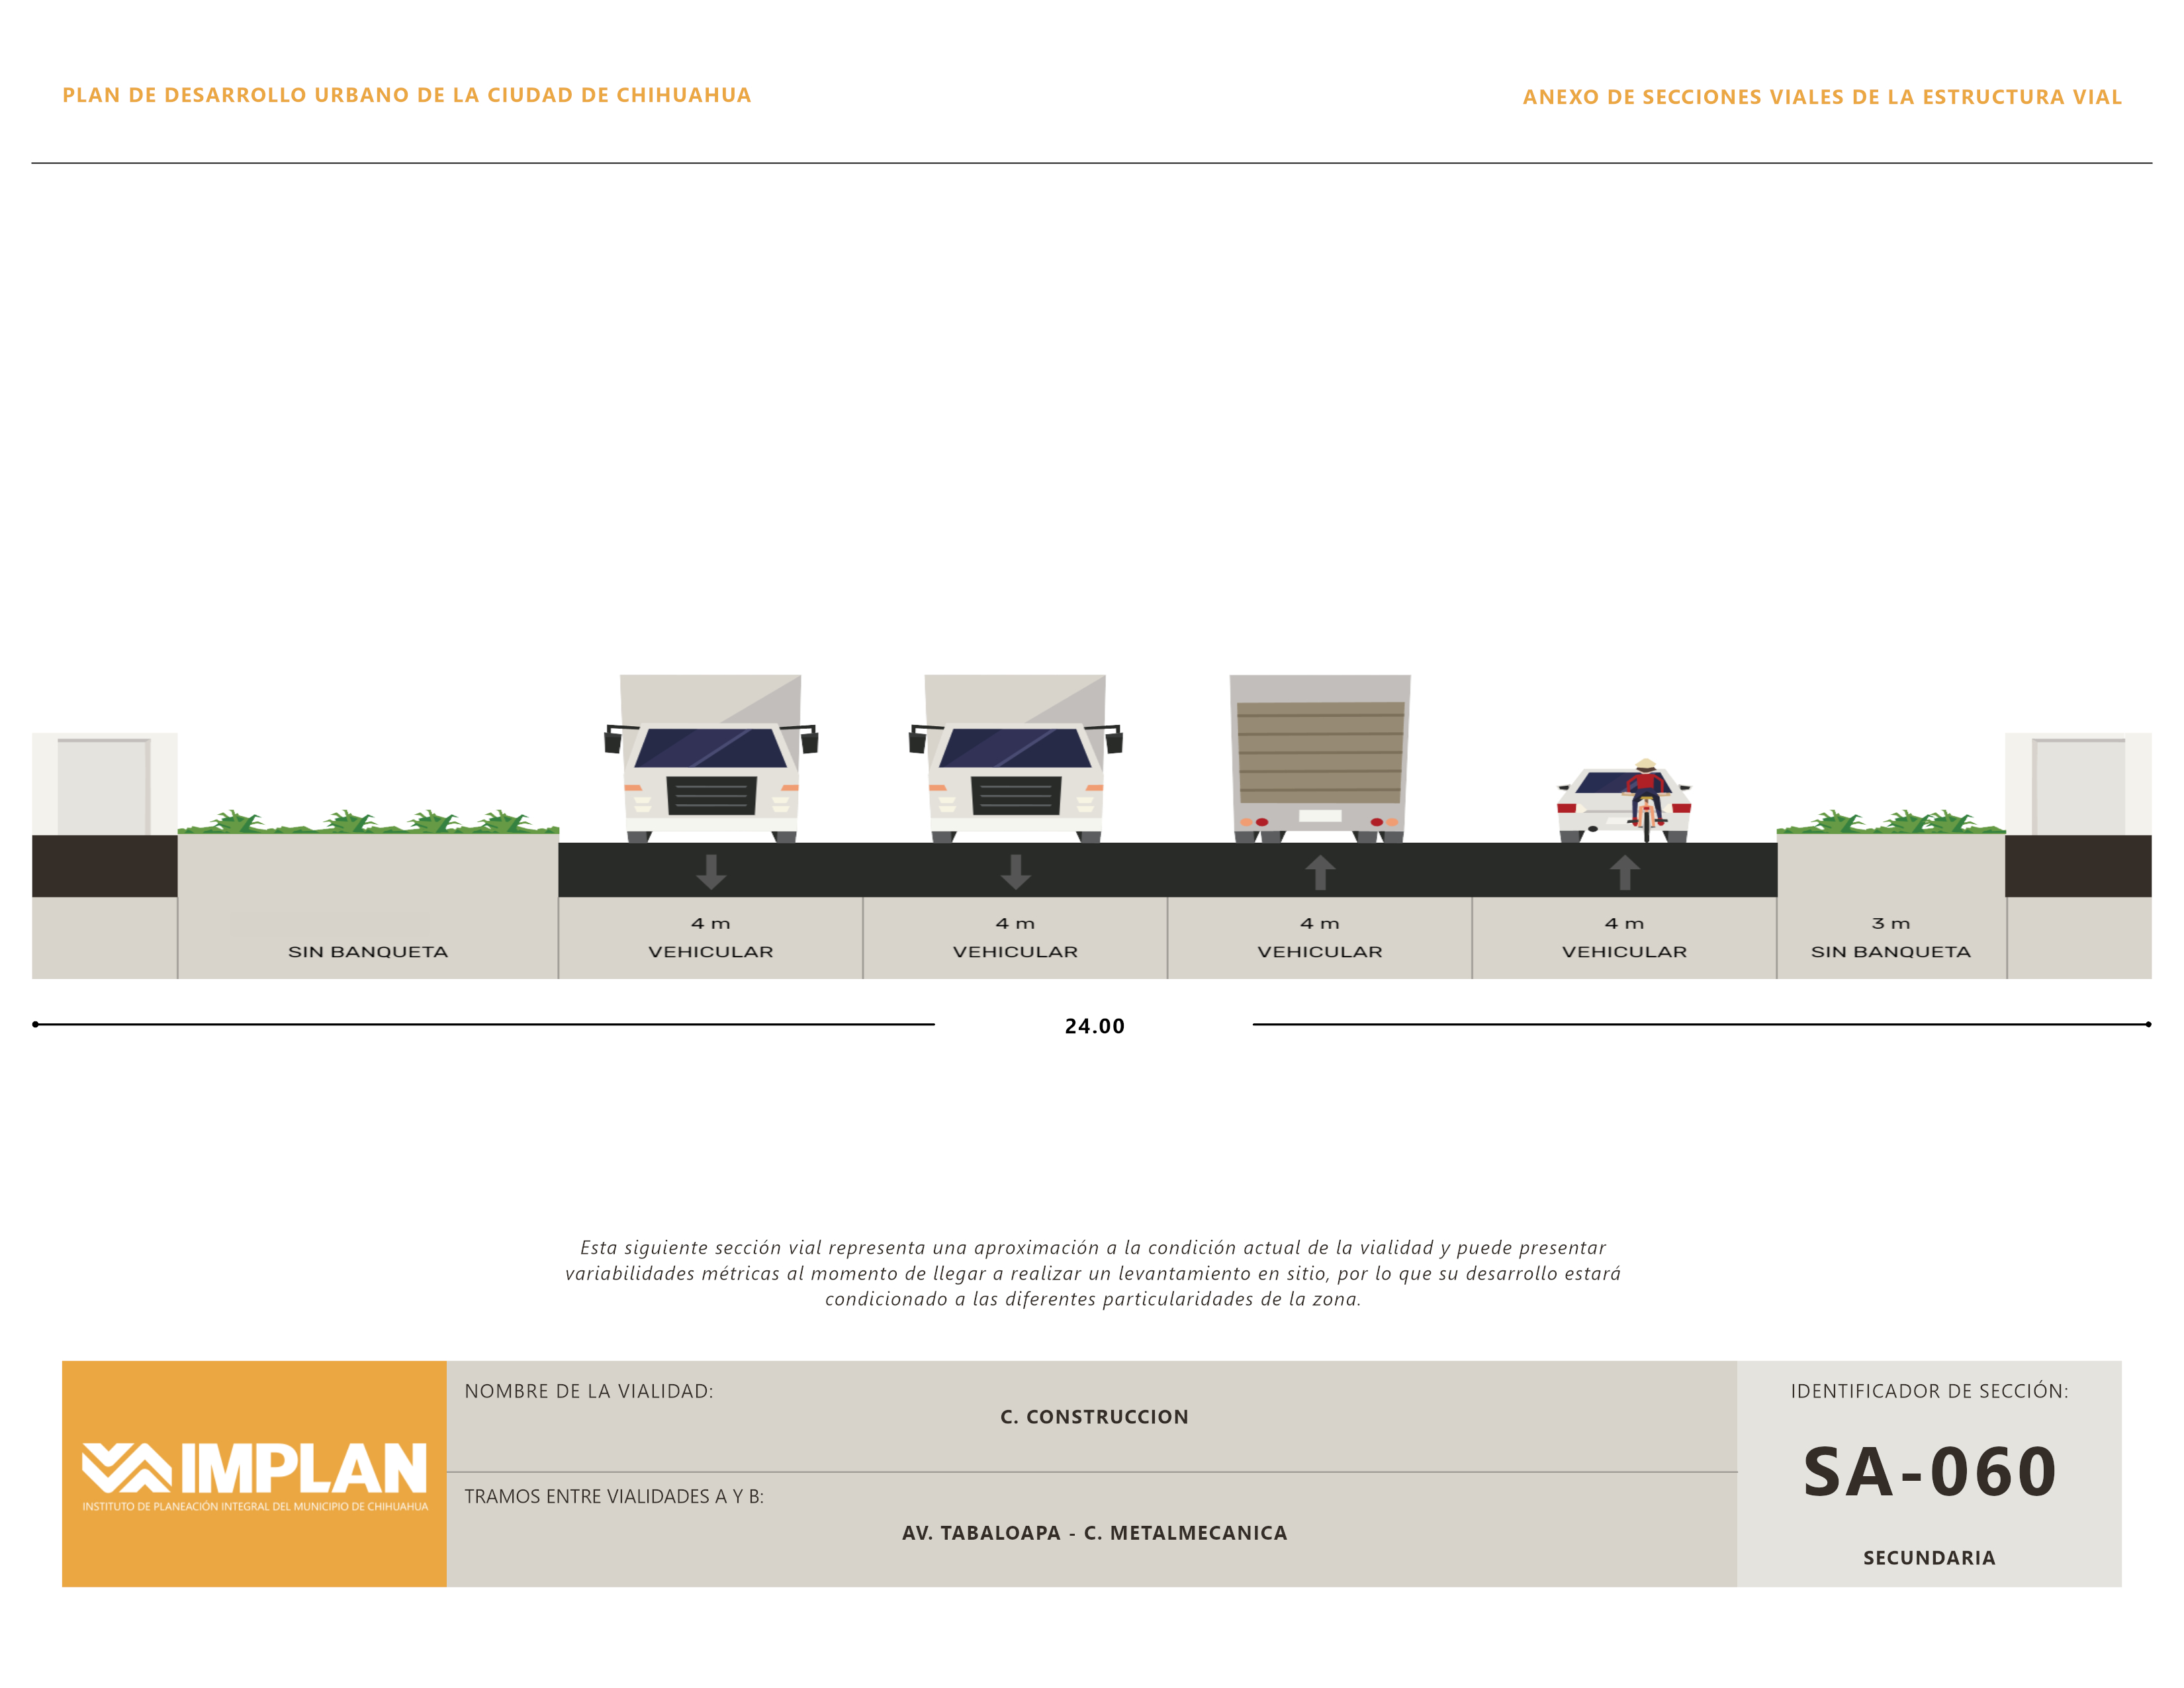 PLAN DE DESARROLLO URBANO DE LA CIUDAD DE CHIHUAHUA
ANEXO DE SECCIONES VIALES DE LA ESTRUCTURA VIAL
SIN BANQUETA
4 m
VEHICULAR
4 m
VEHICULAR
4 m
VEHICULAR
4 m
VEHICULAR
3 m
SIN BANQUETA
24.00
Esta siguiente sección vial representa una aproximación a la condición actual de la vialidad y puede presentar
variabilidades métricas al momento de llegar a realizar un levantamiento en sitio, por lo que su desarrollo estará
condicionado a las diferentes particularidades de la zona.
IMPLAN
INSTITUTO DE PLANEACIÓN INTEGRAL DEL MUNICIPIO DE CHIHUAHUA
NOMBRE DE LA VIALIDAD:
C. CONSTRUCCION
TRAMOS ENTRE VIALIDADES A Y B:
AV. TABALOAPA - C. METALMECANICA
IDENTIFICADOR DE SECCIÓN:
SA-060
SECUNDARIA